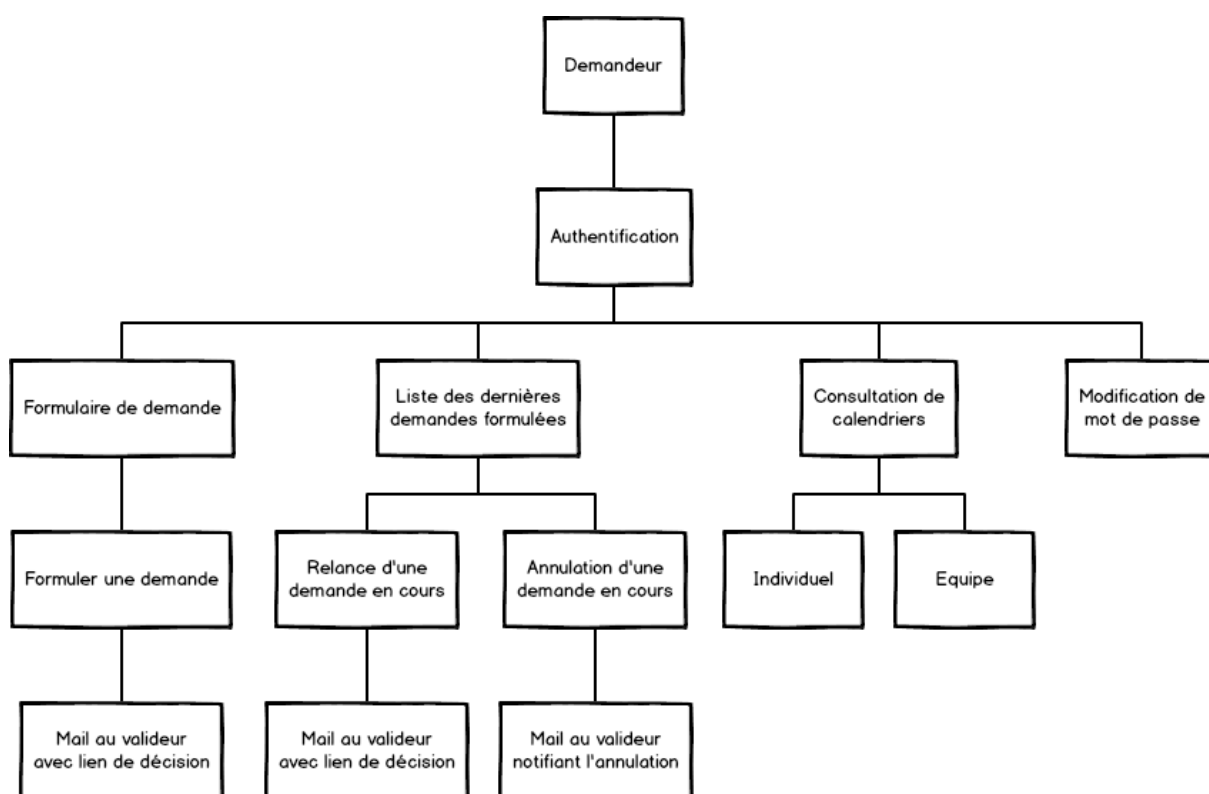 Demandeur
Authentification
Formulaire de demande
Liste des dernières
demandes formulées
Consultation de
calendriers
Modification de
mot de passe
Formuler une demande
Relance d'une
demande en cours
Annulation d'une
demande en cours
Individuel
Equipe
Mail au valideur
avec lien de décision
Mail au valideur
avec lien de décision
Mail au valideur
notifiant l'annulation